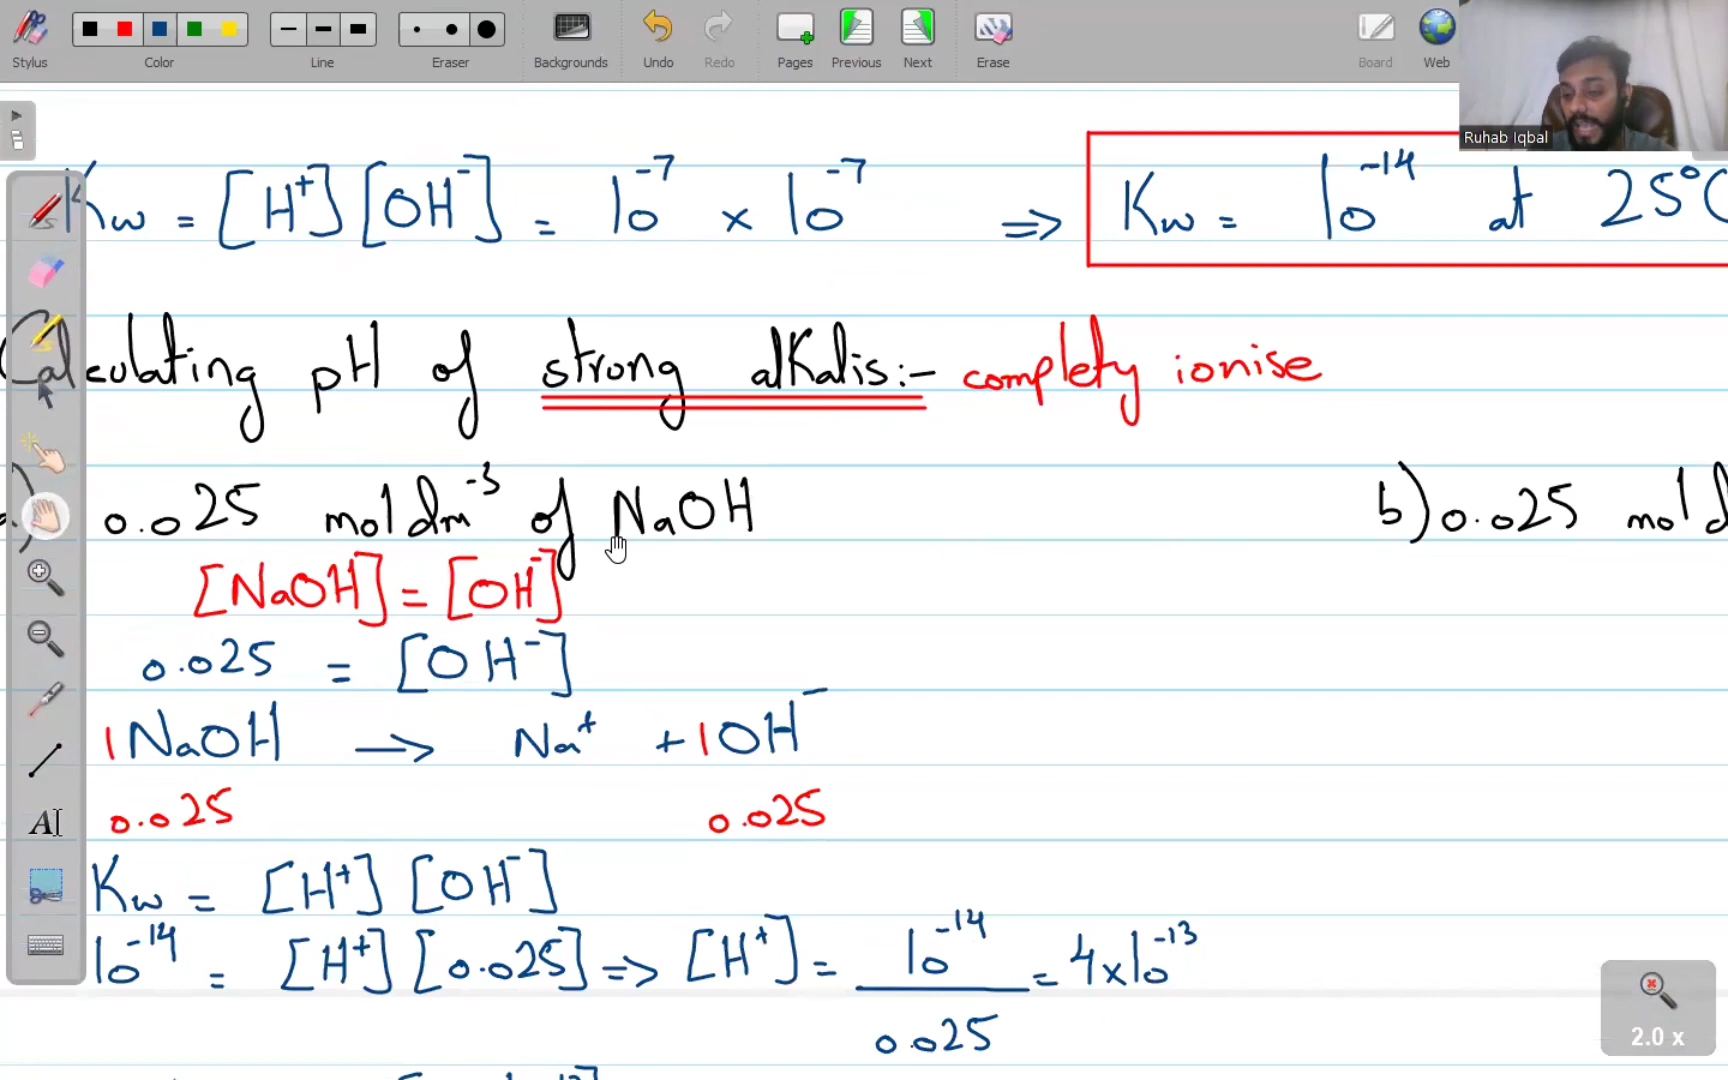 Stylus Color Line Eraser Backgrounds Undo Redo Pages Previous Next Erase Board Web
Ruhab Iqbal
Kw = [H⁺][OH⁻] = 10⁻⁷ × 10⁻⁷ ⇒ Kw = 10⁻¹⁴ at 25°C
Calculating pH of strong alkalis:- complety ionise
0.025 mol dm⁻³ of NaOH b) 0.025 mol d
[NaOH] = [OH⁻]
0.025 = [OH⁻]
1NaOH → Na⁺ + 1OH⁻
0.025 0.025
Kw = [H⁺][OH⁻]
10⁻¹⁴ = [H⁺][0.025] ⇒ [H⁺] = 10⁻¹⁴ = 4×10⁻¹³
0.025
2.0 x